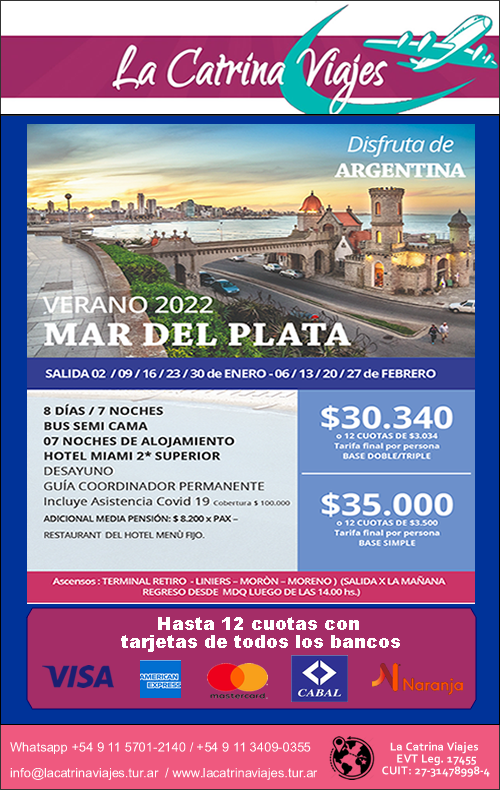 La Catrina Viajes
Disfruta de
ARGENTINA
VERANO 2022
MAR DEL PLATA
SALIDA 02 / 09 / 16 / 23 / 30 de ENERO - 06 / 13 / 20 / 27 de FEBRERO
8 DÍAS / 7 NOCHES
BUS SEMI CAMA
07 NOCHES DE ALOJAMIENTO
HOTEL MIAMI 2* SUPERIOR
DESAYUNO
GUÍA COORDINADOR PERMANENTE
Incluye Asistencia Covid 19 Cobertura $ 100.000
ADICIONAL MEDIA PENSIÓN: $ 8.200 x PAX –
RESTAURANT DEL HOTEL MENÙ FIJO.
$30.340
o 12 CUOTAS DE $3.034
Tarifa final por persona
BASE DOBLE/TRIPLE
$35.000
o 12 CUOTAS DE $3.500
Tarifa final por persona
BASE SIMPLE
Ascensos : TERMINAL RETIRO - LINIERS – MORÒN – MORENO ) (SALIDA X LA MAÑANA
REGRESO DESDE MDQ LUEGO DE LAS 14.00 hs.)
Hasta 12 cuotas con
tarjetas de todos los bancos
VISA
AMERICAN EXPRESS
mastercard
CABAL
Naranja
Whatsapp +54 9 11 5701-2140 / +54 9 11 3409-0355
info@lacatrinaviajes.tur.ar / www.lacatrinaviajes.tur.ar
La Catrina Viajes
EVT Leg. 17455
CUIT: 27-31478998-4